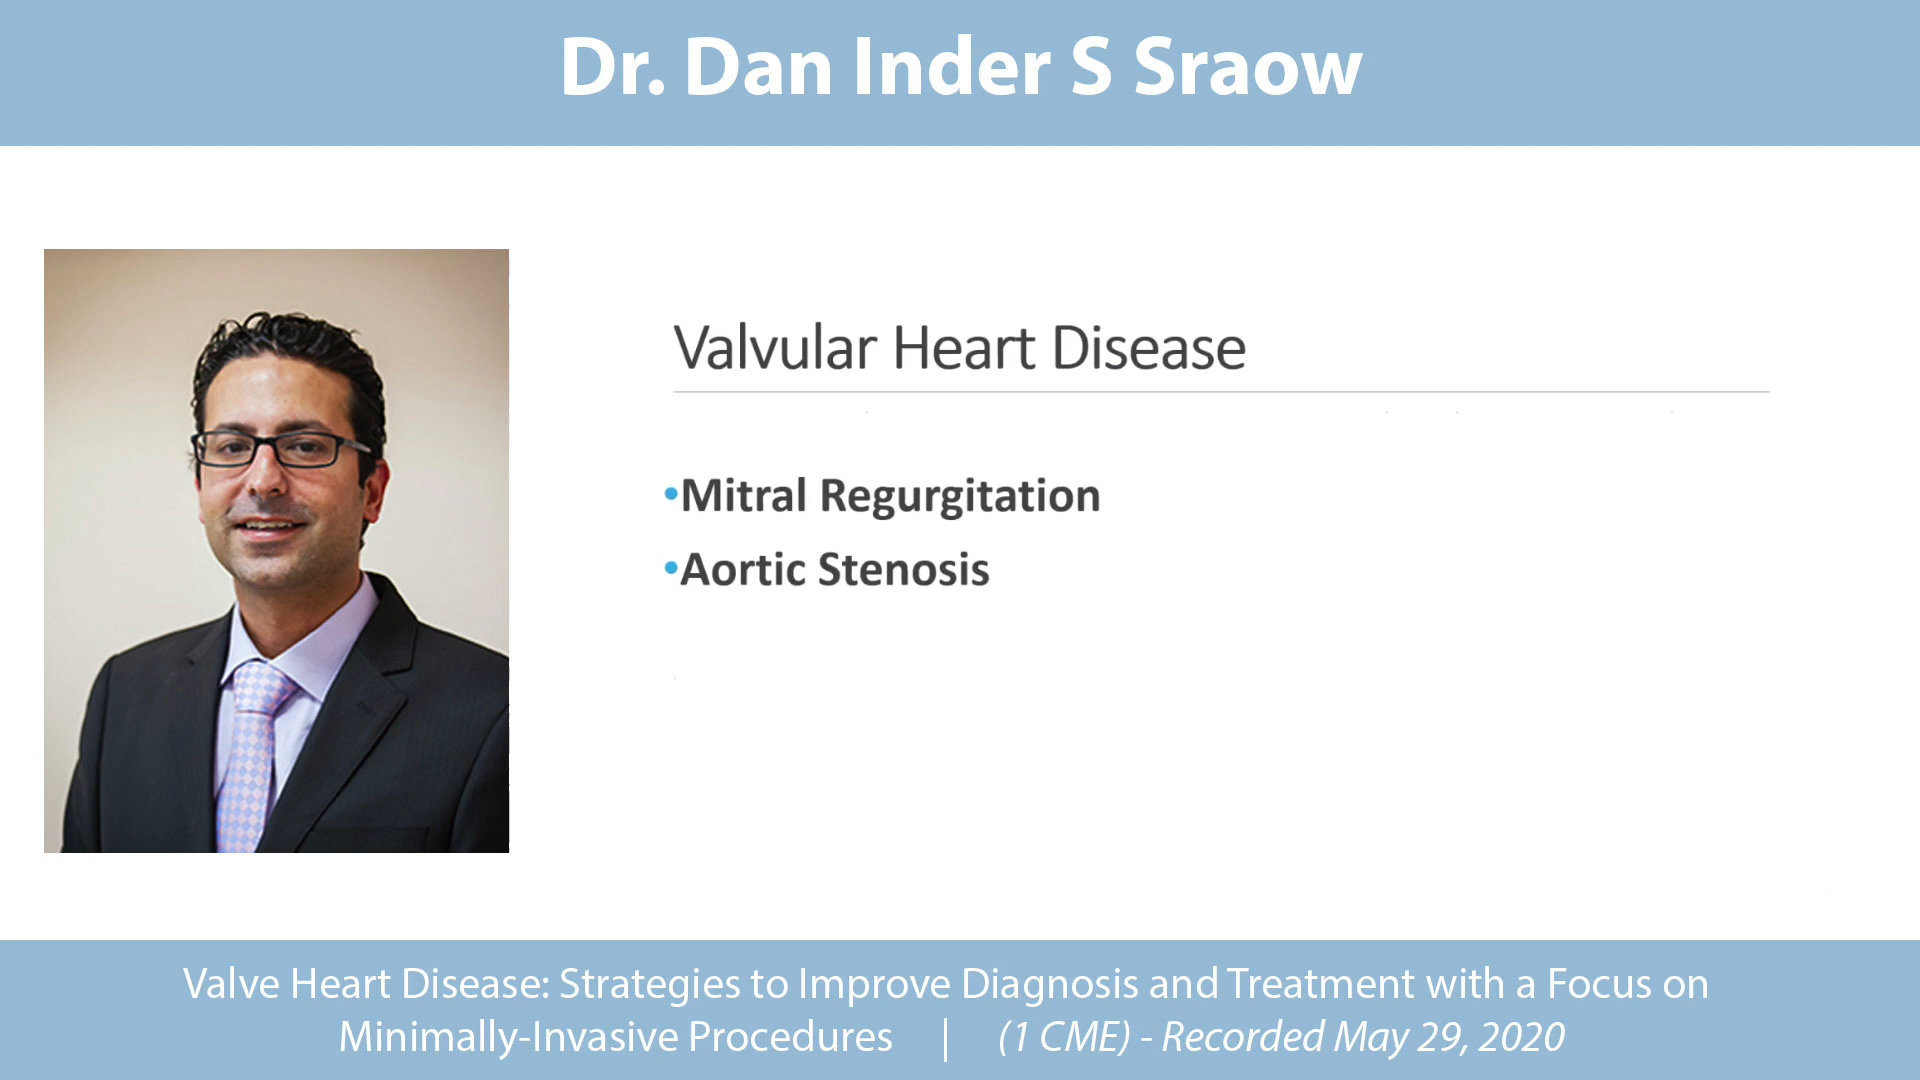 Dr. Dan Inder S Sraow
Valvular Heart Disease
•Mitral Regurgitation
•Aortic Stenosis
Valve Heart Disease: Strategies to Improve Diagnosis and Treatment with a Focus on
Minimally-Invasive Procedures | (1 CME) - Recorded May 29, 2020